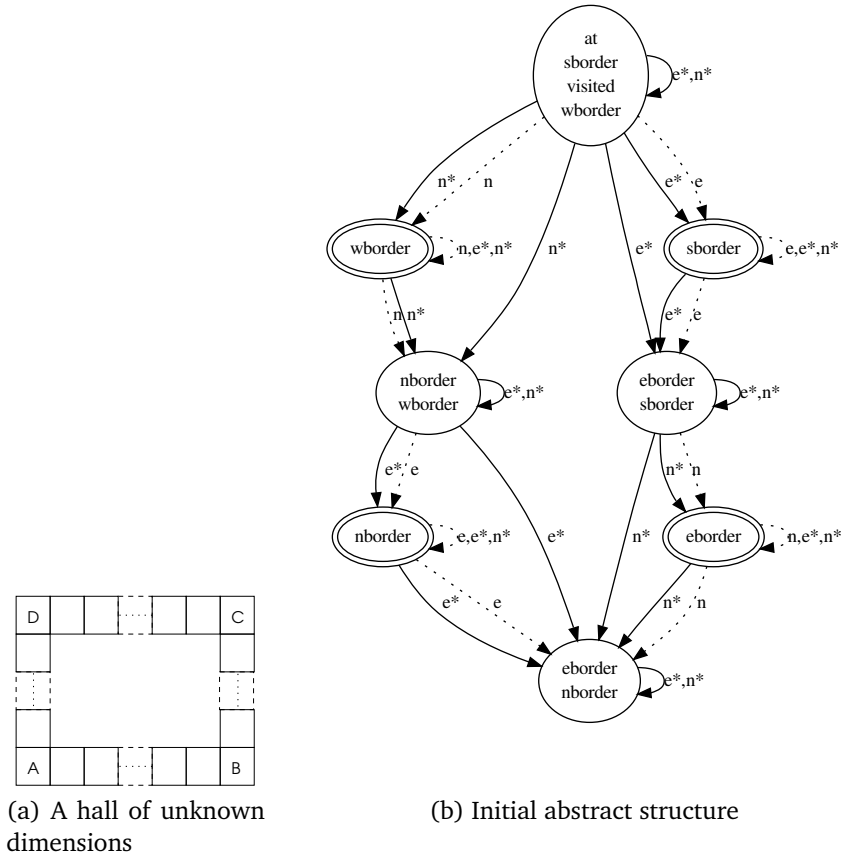 at
sborder
visited
wborder
e*,n*
n*
n
e*
e
wborder
n,e*,n*
n*
e*
sborder
e,e*,n*
n
n*
e*
e
nborder
wborder
e*,n*
eborder
sborder
e*,n*
e*
e
n*
n
nborder
e,e*,n*
e*
n*
eborder
n,e*,n*
e*
e
n*
n
eborder
nborder
e*,n*
D
C
A
B
(a) A hall of unknown
dimensions
(b) Initial abstract structure